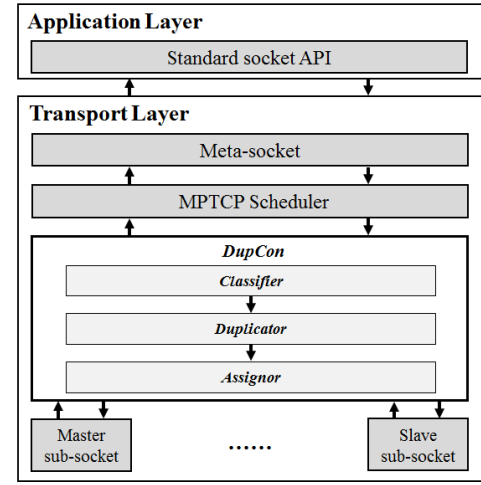 Application Layer
Standard socket API
Transport Layer
Meta-socket
MPTCP Scheduler
DupCon
Classifier
Duplicator
Assignor
Master
sub-socket
......
Slave
sub-socket